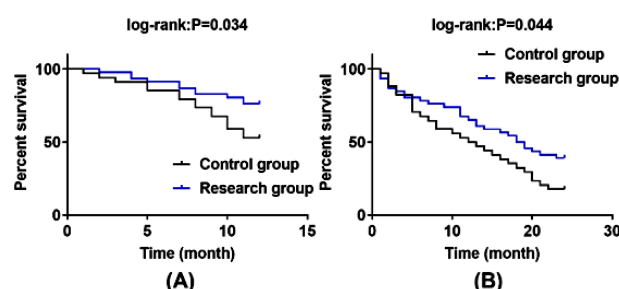 log-rank:P=0.034
100
50
0
Percent survival
Control group
Research group
0 5 10 15
Time (month)
(A)
log-rank:P=0.044
Control group
Research group
100
50
0
Percent survival
0 10 20 30
Time (month)
(B)